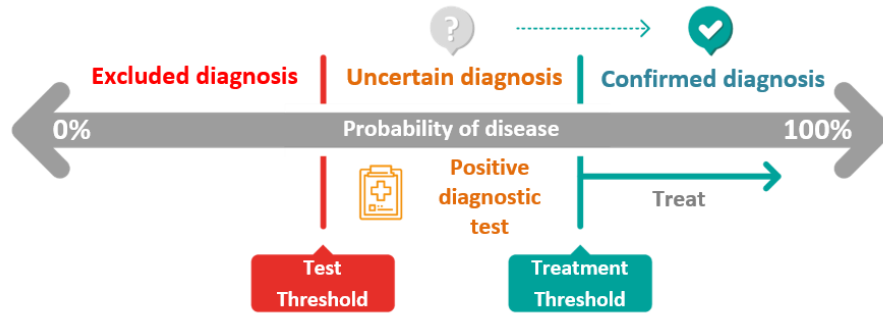 ?
Excluded diagnosis
Uncertain diagnosis
Confirmed diagnosis
0%
Probability of disease
100%
Positive
diagnostic
test
Treat
Test
Threshold
Treatment
Threshold